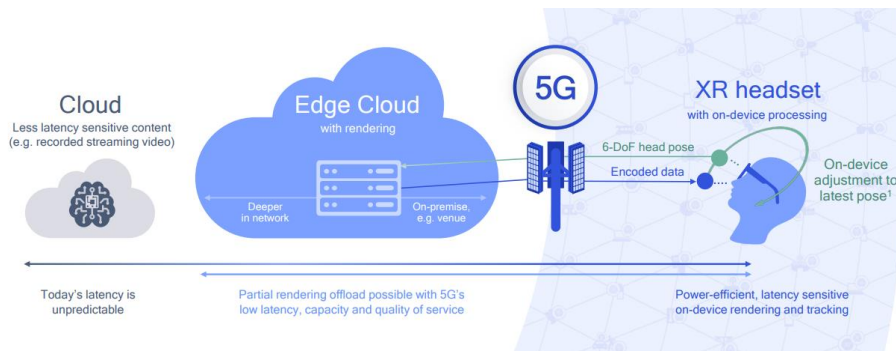 Cloud
Less latency sensitive content
(e.g. recorded streaming video)
Edge Cloud
with rendering
Deeper
in network
On-premise,
e.g. venue
5G
XR headset
with on-device processing
6-DoF head pose
Encoded data
On-device
adjustment to
latest pose¹
Today's latency is
unpredictable
Partial rendering offload possible with 5G's
low latency, capacity and quality of service
Power-efficient, latency sensitive
on-device rendering and tracking